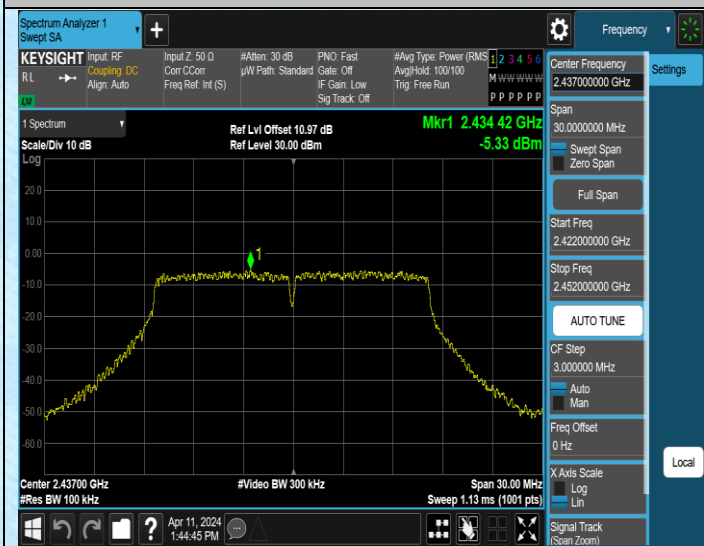 Spectrum Analyzer 1
Swept SA
Frequency
KEYSIGHT
RL
LXI
Input: RF
Coupling: DC
Align: Auto
Input Z: 50 Ω
Corr CCorr
Freq Ref: Int (S)
#Atten: 30 dB
µW Path: Standard
PNO: Fast
Gate: Off
IF Gain: Low
Sig Track: Off
#Avg Type: Power (RMS
Avg|Hold: 100/100
Trig: Free Run
1 2 3 4 5 6
M W W W W W
P P P P P P
1 Spectrum
Scale/Div 10 dB
Log
Ref Lvl Offset 10.97 dB
Ref Level 30.00 dBm
Mkr1 2.434 42 GHz
-5.33 dBm
20.0
10.0
0.00
-10.0
-20.0
-30.0
-40.0
-50.0
-60.0
1
Center 2.43700 GHz
#Res BW 100 kHz
#Video BW 300 kHz
Span 30.00 MHz
Sweep 1.13 ms (1001 pts)
Center Frequency
2.437000000 GHz
Settings
Span
30.0000000 MHz
Swept Span
Zero Span
Full Span
Start Freq
2.422000000 GHz
Stop Freq
2.452000000 GHz
AUTO TUNE
CF Step
3.000000 MHz
Auto
Man
Freq Offset
0 Hz
X Axis Scale
Log
Lin
Signal Track
(Span Zoom)
Local
Apr 11, 2024
1:44:45 PM